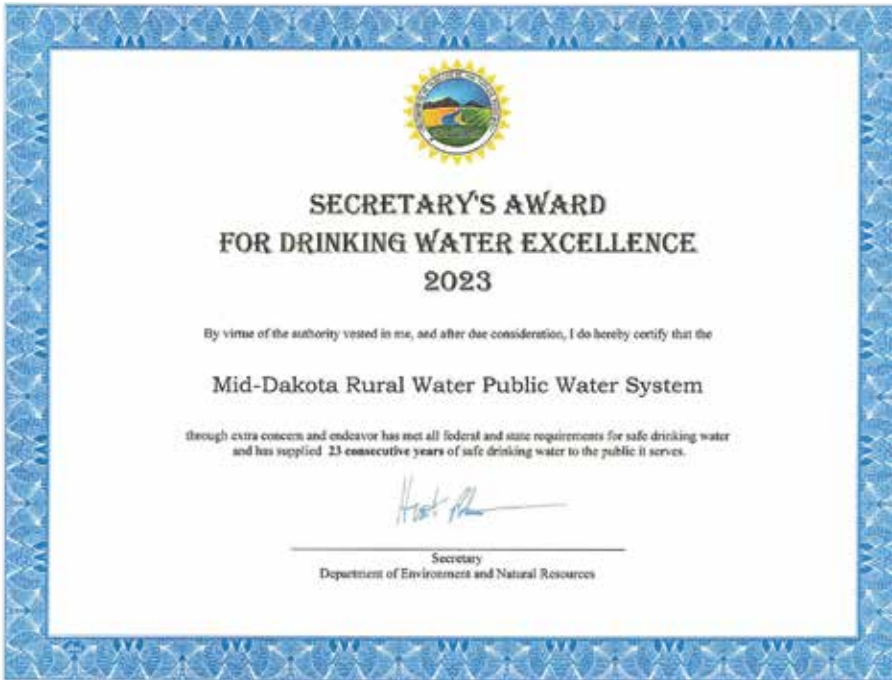 SECRETARY'S AWARD
FOR DRINKING WATER EXCELLENCE
2023
By virtue of the authority vested in me, and after due consideration, I do hereby certify that the
Mid-Dakota Rural Water Public Water System
through extra concern and endeavor has met all federal and state requirements for safe drinking water
and has supplied 23 consecutive years of safe drinking water to the public it serves.
Secretary
Department of Environment and Natural Resources